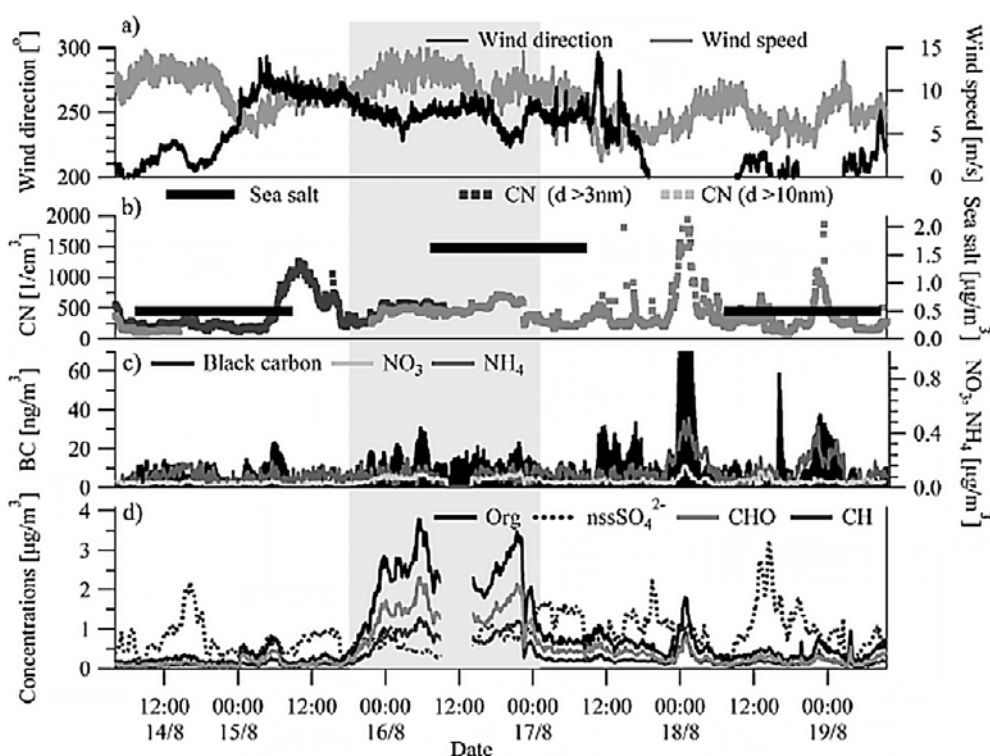 a)
Wind direction
Wind speed
Wind direction [°]
300
250
200
15
10
5
0
Wind speed [m/s]
b)
Sea salt
CN (d >3nm)
CN (d >10nm)
CN [1/cm³]
2000
1500
1000
500
0
2.0
1.5
1.0
0.5
0.0
Sea salt [µg/m³]
c)
Black carbon
NO₃
NH₄
BC [ng/m³]
60
40
20
0
0.8
0.4
0.0
NO₃, NH₄ [µg/m³]
d)
Org
nssSO₄²⁻
CHO
CH
Concentrations [µg/m³]
4
3
2
1
0
12:00 00:00 12:00 00:00 12:00 00:00 12:00 00:00 12:00 00:00
14/8 15/8 16/8 17/8 18/8 19/8
Date